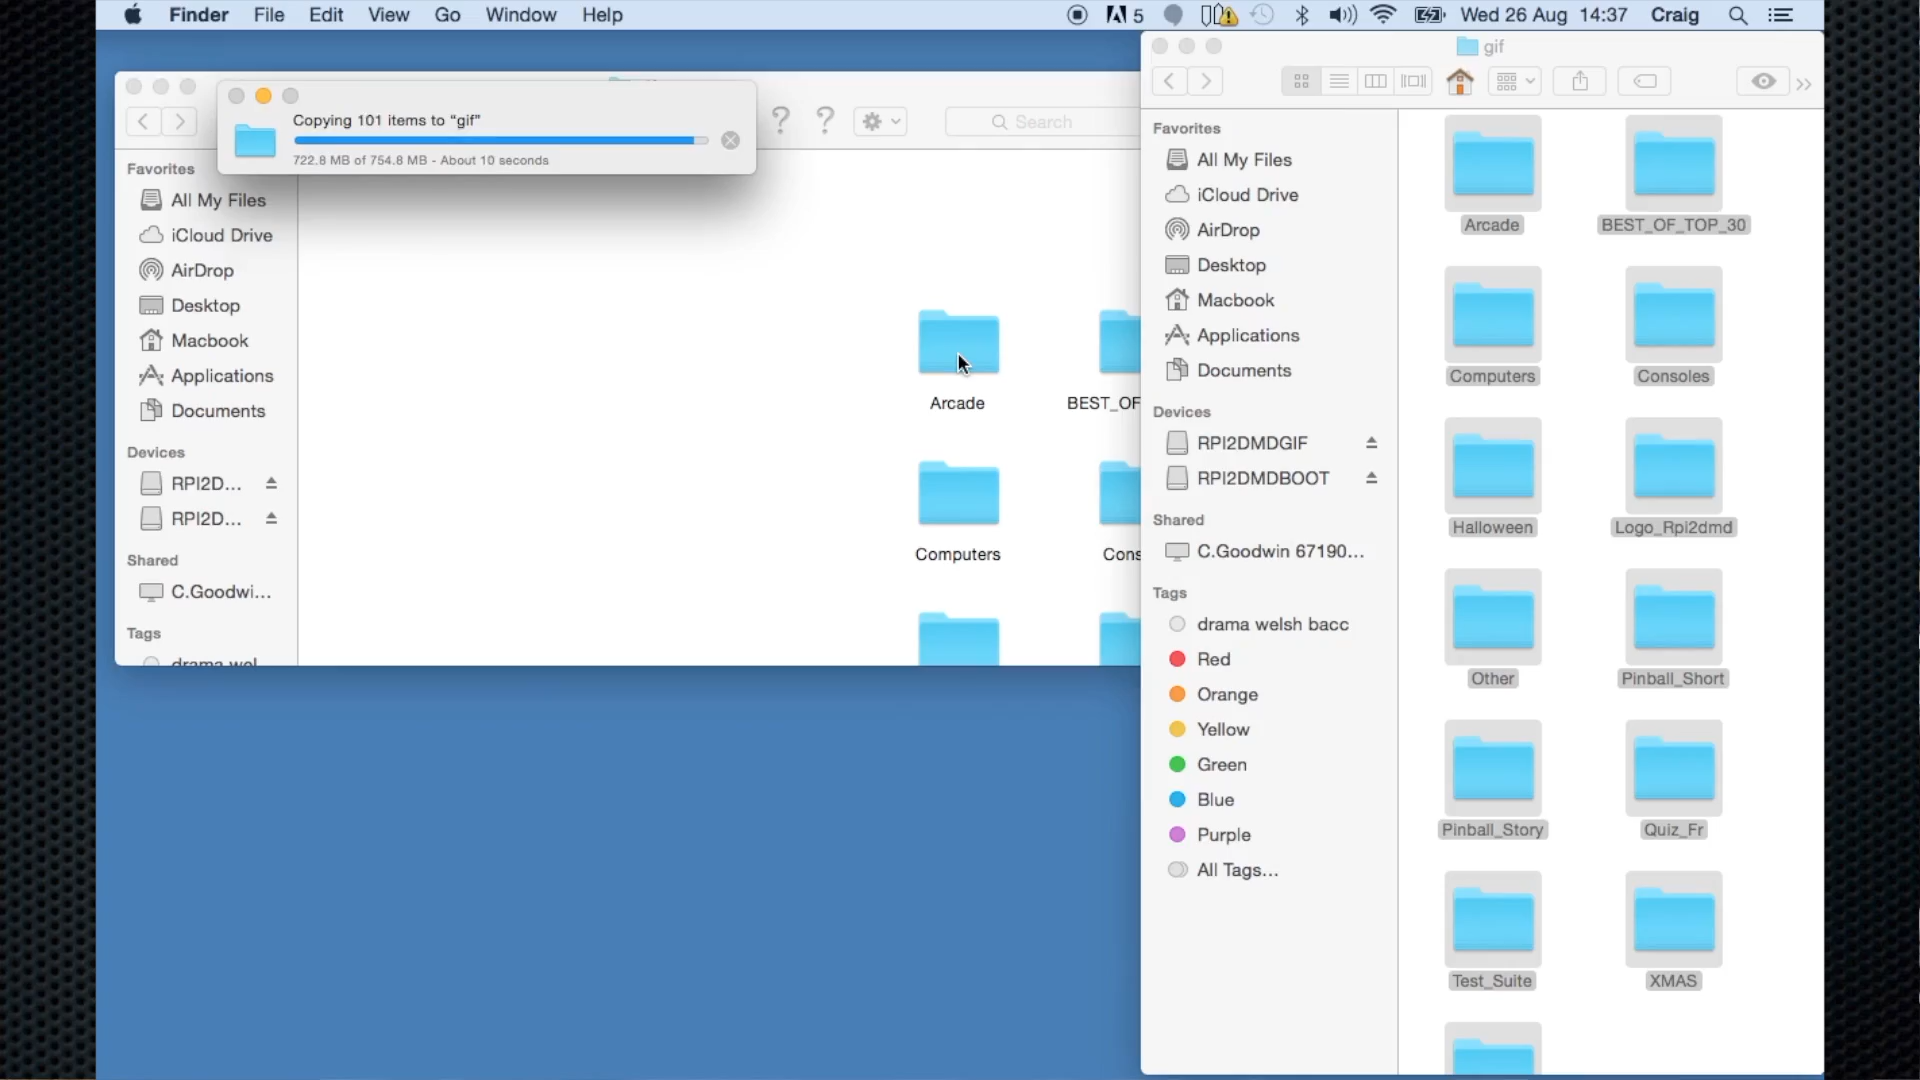 Finder File Edit View Go Window Help
5 Wed 26 Aug 14:37 Craig
Copying 101 items to “gif”
722.8 MB of 754.8 MB - About 10 seconds
Search
Favorites
All My Files
iCloud Drive
AirDrop
Desktop
Macbook
Applications
Documents
Devices
RPI2D...
RPI2D...
Shared
C.Goodwi...
Tags
drama wel
Arcade
BEST_OF
Computers
Cons
gif
Favorites
All My Files
iCloud Drive
AirDrop
Desktop
Macbook
Applications
Documents
Devices
RPI2DMDGIF
RPI2DMDBOOT
Shared
C.Goodwin 67190...
Tags
drama welsh bacc
Red
Orange
Yellow
Green
Blue
Purple
All Tags...
Arcade BEST_OF_TOP_30
Computers Consoles
Halloween Logo_Rpi2dmd
Other Pinball_Short
Pinball_Story Quiz_Fr
Test_Suite XMAS